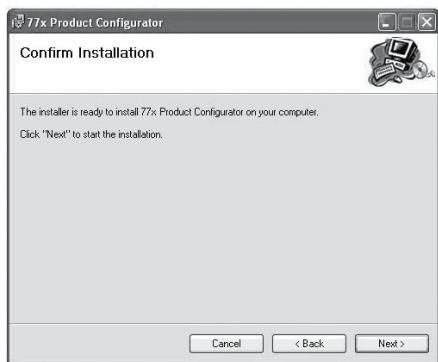 77x Product Configurator
Confirm Installation
The installer is ready to install 77x Product Configurator on your computer.
Click "Next" to start the installation.
Cancel
< Back
Next >